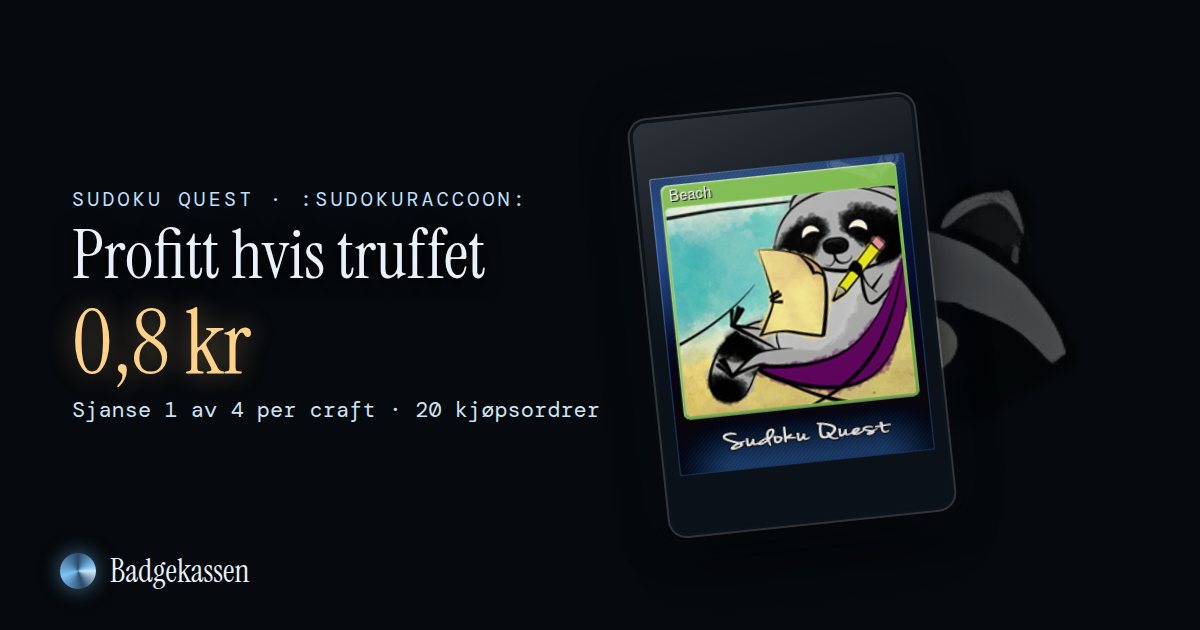 SUDOKU QUEST · :SUDOKURACCOON:
Profitt hvis truffet
0,8 kr
Sjanse 1 av 4 per craft · 20 kjøpsordrer
Beach
Sudoku Quest
Badgekassen